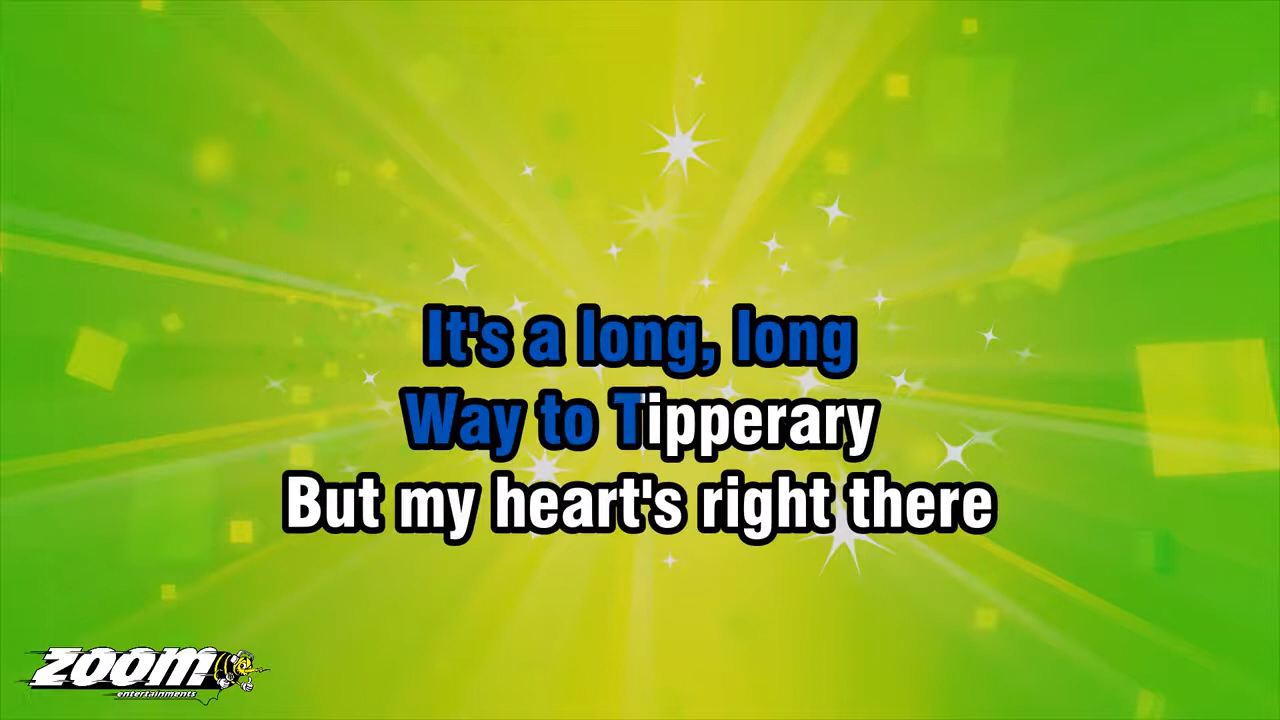 It's a long, long
Way to Tipperary
But my heart's right there
ZOOM
entertainments